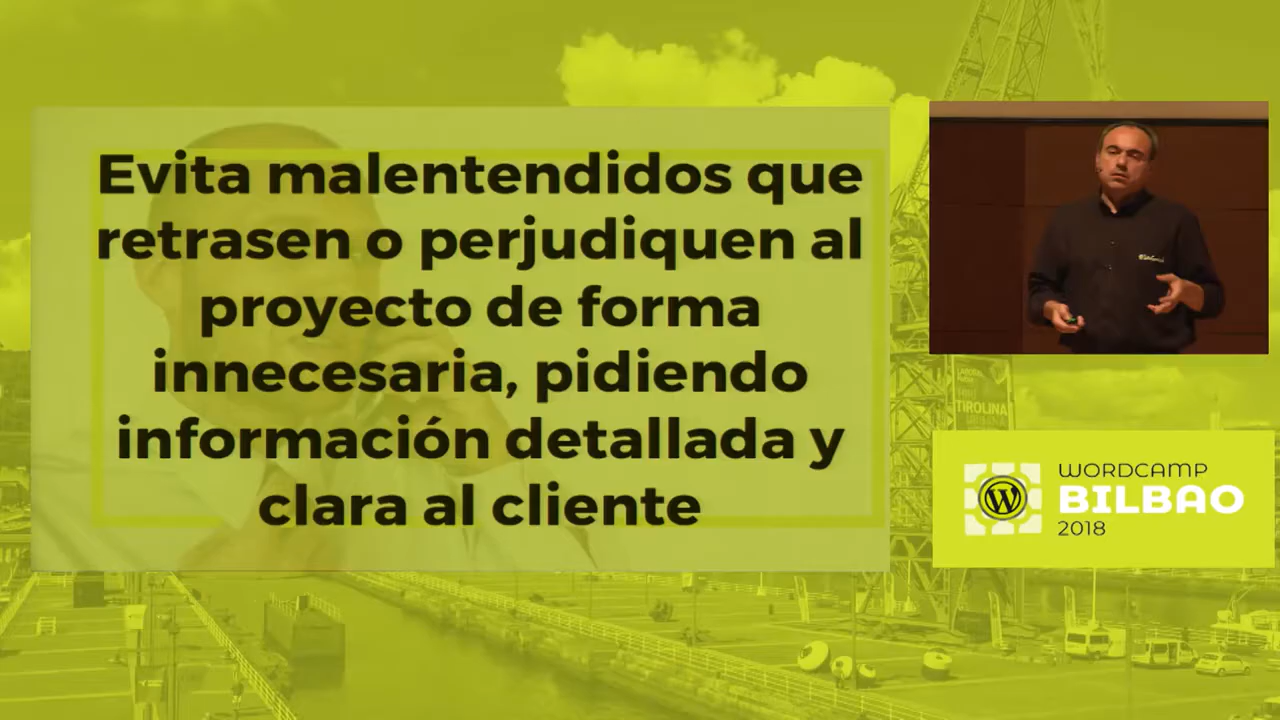 Evita malentendidos que
retrasen o perjudiquen al
proyecto de forma
innecesaria, pidiendo
información detallada y
clara al cliente
TIROLINA
WORDCAMP
BILBAO
2018